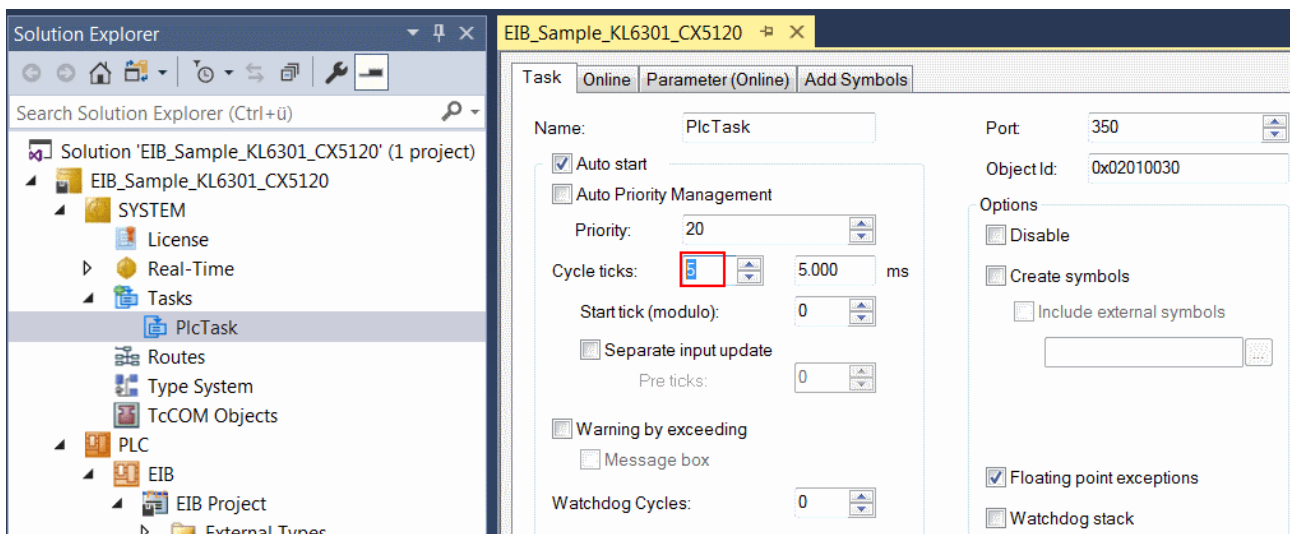 Solution Explorer
Search Solution Explorer (Ctrl+ü)
Solution 'EIB_Sample_KL6301_CX5120' (1 project)
EIB_Sample_KL6301_CX5120
SYSTEM
License
Real-Time
Tasks
PlcTask
Routes
Type System
TcCOM Objects
PLC
EIB
EIB Project
External Types
EIB_Sample_KL6301_CX5120
Task Online Parameter (Online) Add Symbols
Name: PlcTask
Auto start
Auto Priority Management
Priority: 20
Cycle ticks: 5 5.000 ms
Start tick (modulo): 0
Separate input update
Pre ticks: 0
Warning by exceeding
Message box
Watchdog Cycles: 0
Port: 350
Object Id: 0x02010030
Options
Disable
Create symbols
Include external symbols
...
Floating point exceptions
Watchdog stack